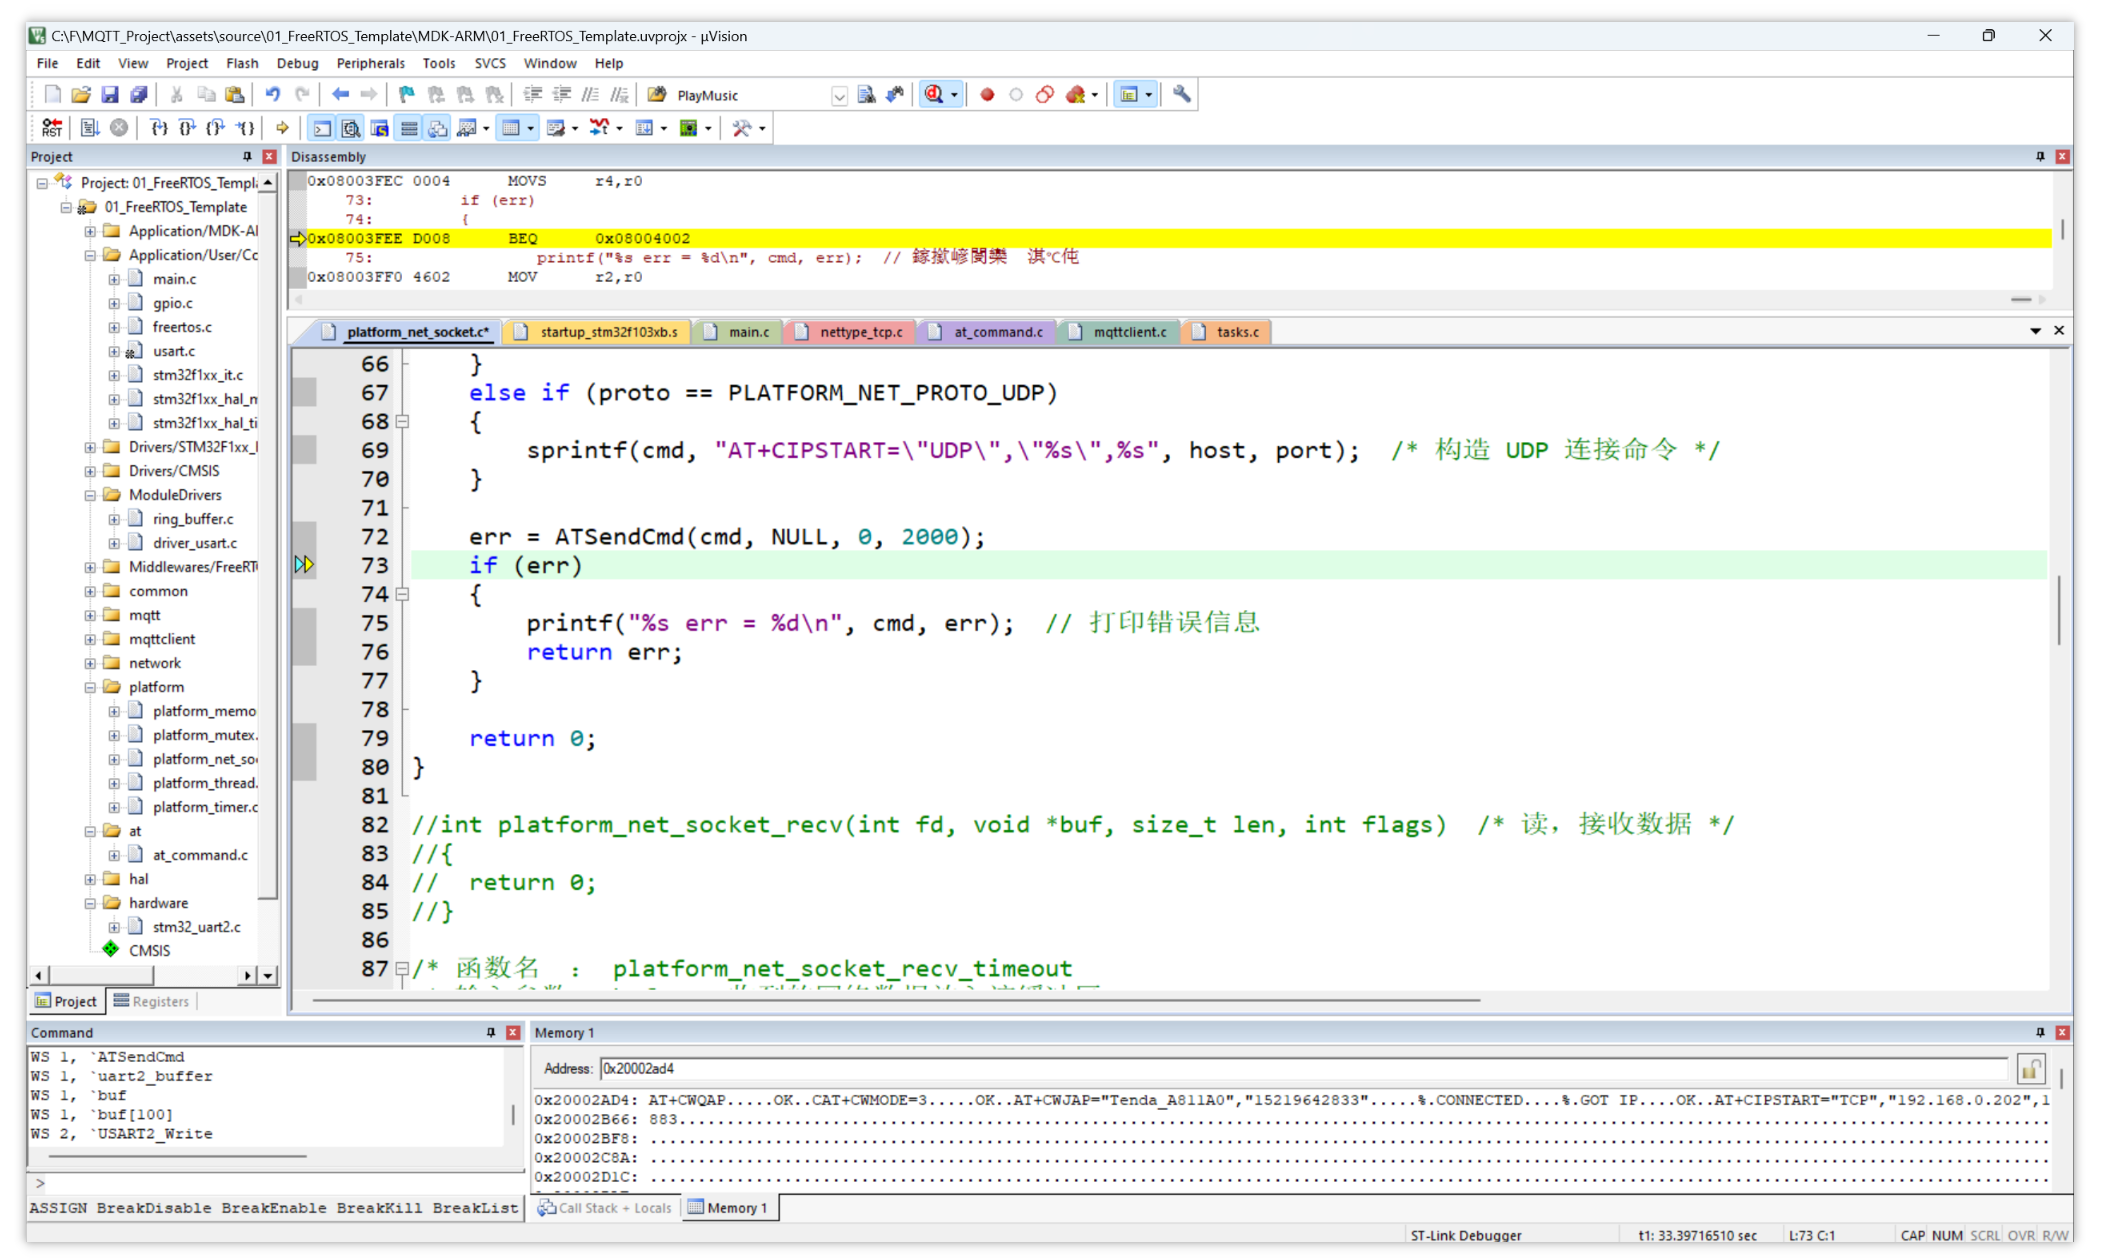 C:\F\MQTT_Project\assets\source\01_FreeRTOS_Template\MDK-ARM\01_FreeRTOS_Template.uvprojx - µVision
File Edit View Project Flash Debug Peripherals Tools SVCS Window Help
PlayMusic
RST
Project
Project: 01_FreeRTOS_Templa
01_FreeRTOS_Template
Application/MDK-AI
Application/User/Co
main.c
gpio.c
freertos.c
usart.c
stm32f1xx_it.c
stm32f1xx_hal_m
stm32f1xx_hal_ti
Drivers/STM32F1xx_I
Drivers/CMSIS
ModuleDrivers
ring_buffer.c
driver_usart.c
Middlewares/FreeRT
common
mqtt
mqttclient
network
platform
platform_memo
platform_mutex.
platform_net_so
platform_thread.
platform_timer.c
at
at_command.c
hal
hardware
stm32_uart2.c
CMSIS
Project Registers
Disassembly
0x08003FEC 0004 MOVS r4,r0
73: if (err)
74: {
0x08003FEE D008 BEQ 0x08004002
75: printf("%s err = %d\n", cmd, err); //
0x08003FF0 4602 MOV r2,r0
platform_net_socket.c* startup_stm32f103xb.s main.c nettype_tcp.c at_command.c mqttclient.c tasks.c
66 }
67 else if (proto == PLATFORM_NET_PROTO_UDP)
68 {
69 sprintf(cmd, "AT+CIPSTART=\"UDP\",\"%s\",%s", host, port); /* 构造 UDP 连接命令 */
70 }
71
72 err = ATSendCmd(cmd, NULL, 0, 2000);
73 if (err)
74 {
75 printf("%s err = %d\n", cmd, err); // 打印错误信息
76 return err;
77 }
78
79 return 0;
80 }
81
82 //int platform_net_socket_recv(int fd, void *buf, size_t len, int flags) /* 读，接收数据 */
83 //{
84 // return 0;
85 //}
86
87 /* 函数名 : platform_net_socket_recv_timeout
Command
WS 1, `ATSendCmd
WS 1, `uart2_buffer
WS 1, `buf
WS 1, `buf[100]
WS 2, `USART2_Write
>
ASSIGN BreakDisable BreakEnable BreakKill BreakList
Memory 1
Address: 0x20002ad4
0x20002AD4: AT+CWQAP.....OK..CAT+CWMODE=3.....OK..AT+CWJAP="Tenda_A811A0","15219642833".....%.CONNECTED....%.GOT IP....OK..AT+CIPSTART="TCP","192.168.0.202",1
0x20002B66: 883...
0x20002BF8: ...
0x20002C8A: ...
0x20002D1C: ...
Call Stack + Locals Memory 1
ST-Link Debugger t1: 33.39716510 sec L:73 C:1 CAP NUM SCRL OVR R/W